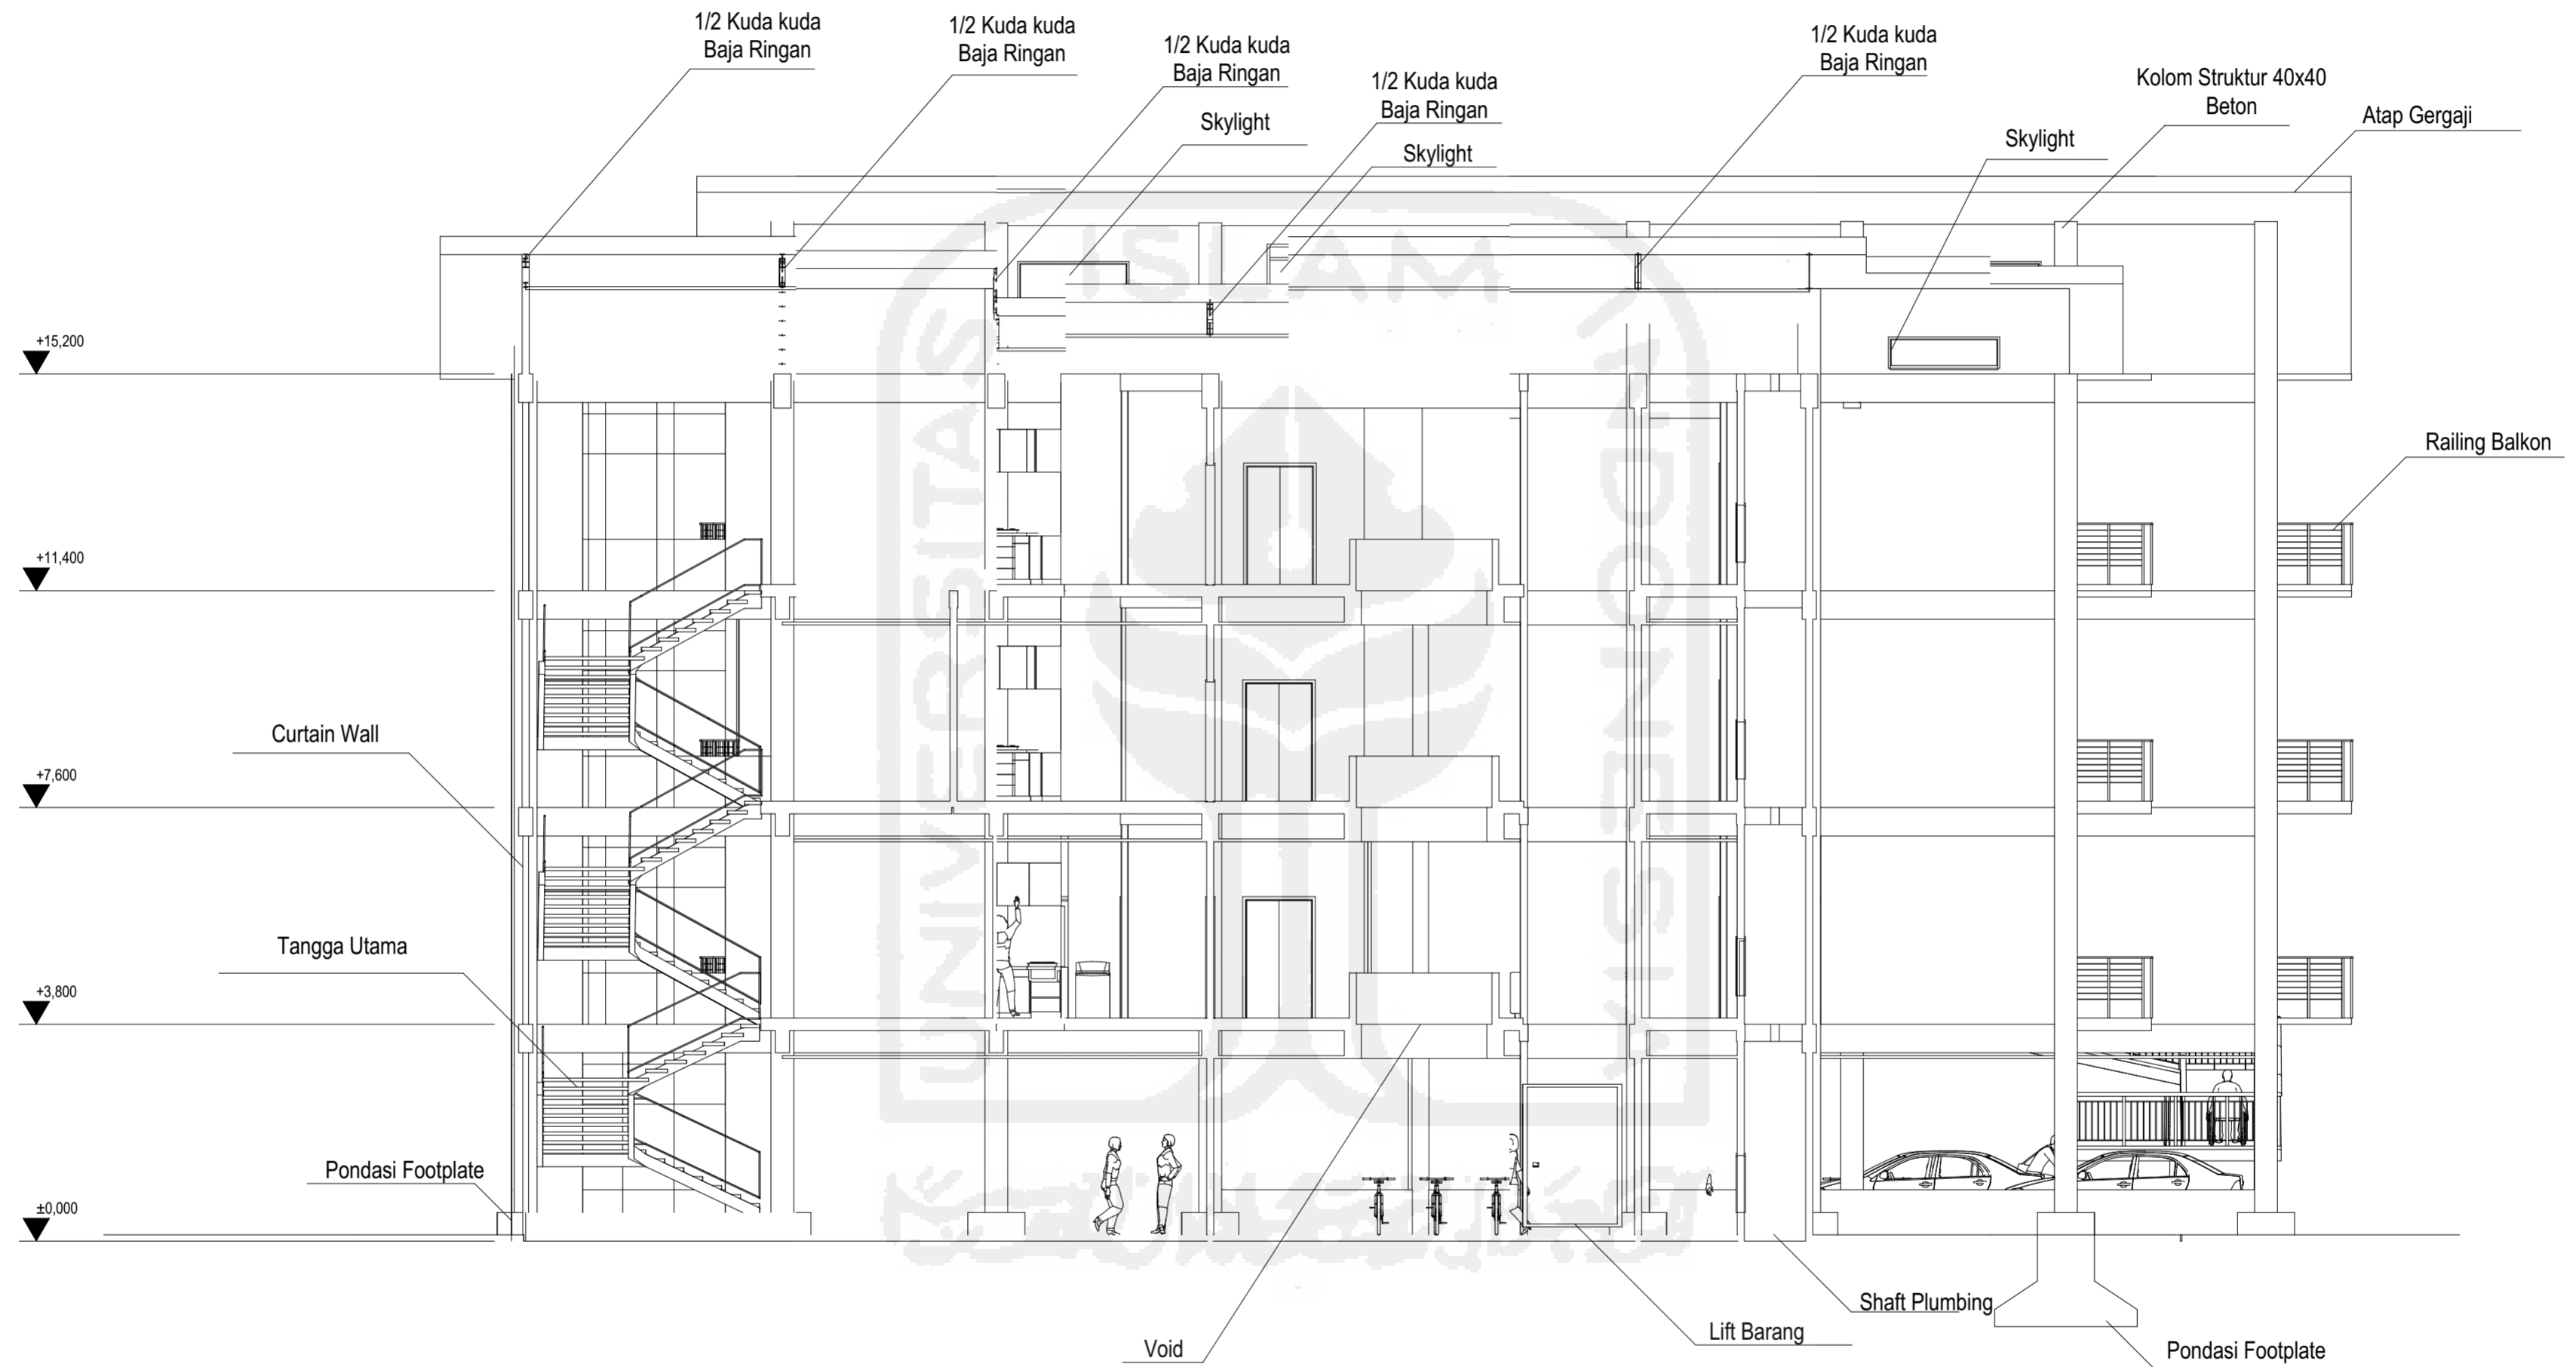 1/2 Kuda kuda
Baja Ringan
1/2 Kuda kuda
Baja Ringan
1/2 Kuda kuda
Baja Ringan
Skylight
1/2 Kuda kuda
Baja Ringan
Skylight
1/2 Kuda kuda
Baja Ringan
Skylight
Kolom Struktur 40x40
Beton
Atap Gergaji
ISLAM
UNIVERSITAS
INDONESIA
+15,200
Railing Balkon
+11,400
Curtain Wall
+7,600
Tangga Utama
+3,800
Pondasi Footplate
±0,000
Void
Lift Barang
Shaft Plumbing
Pondasi Footplate